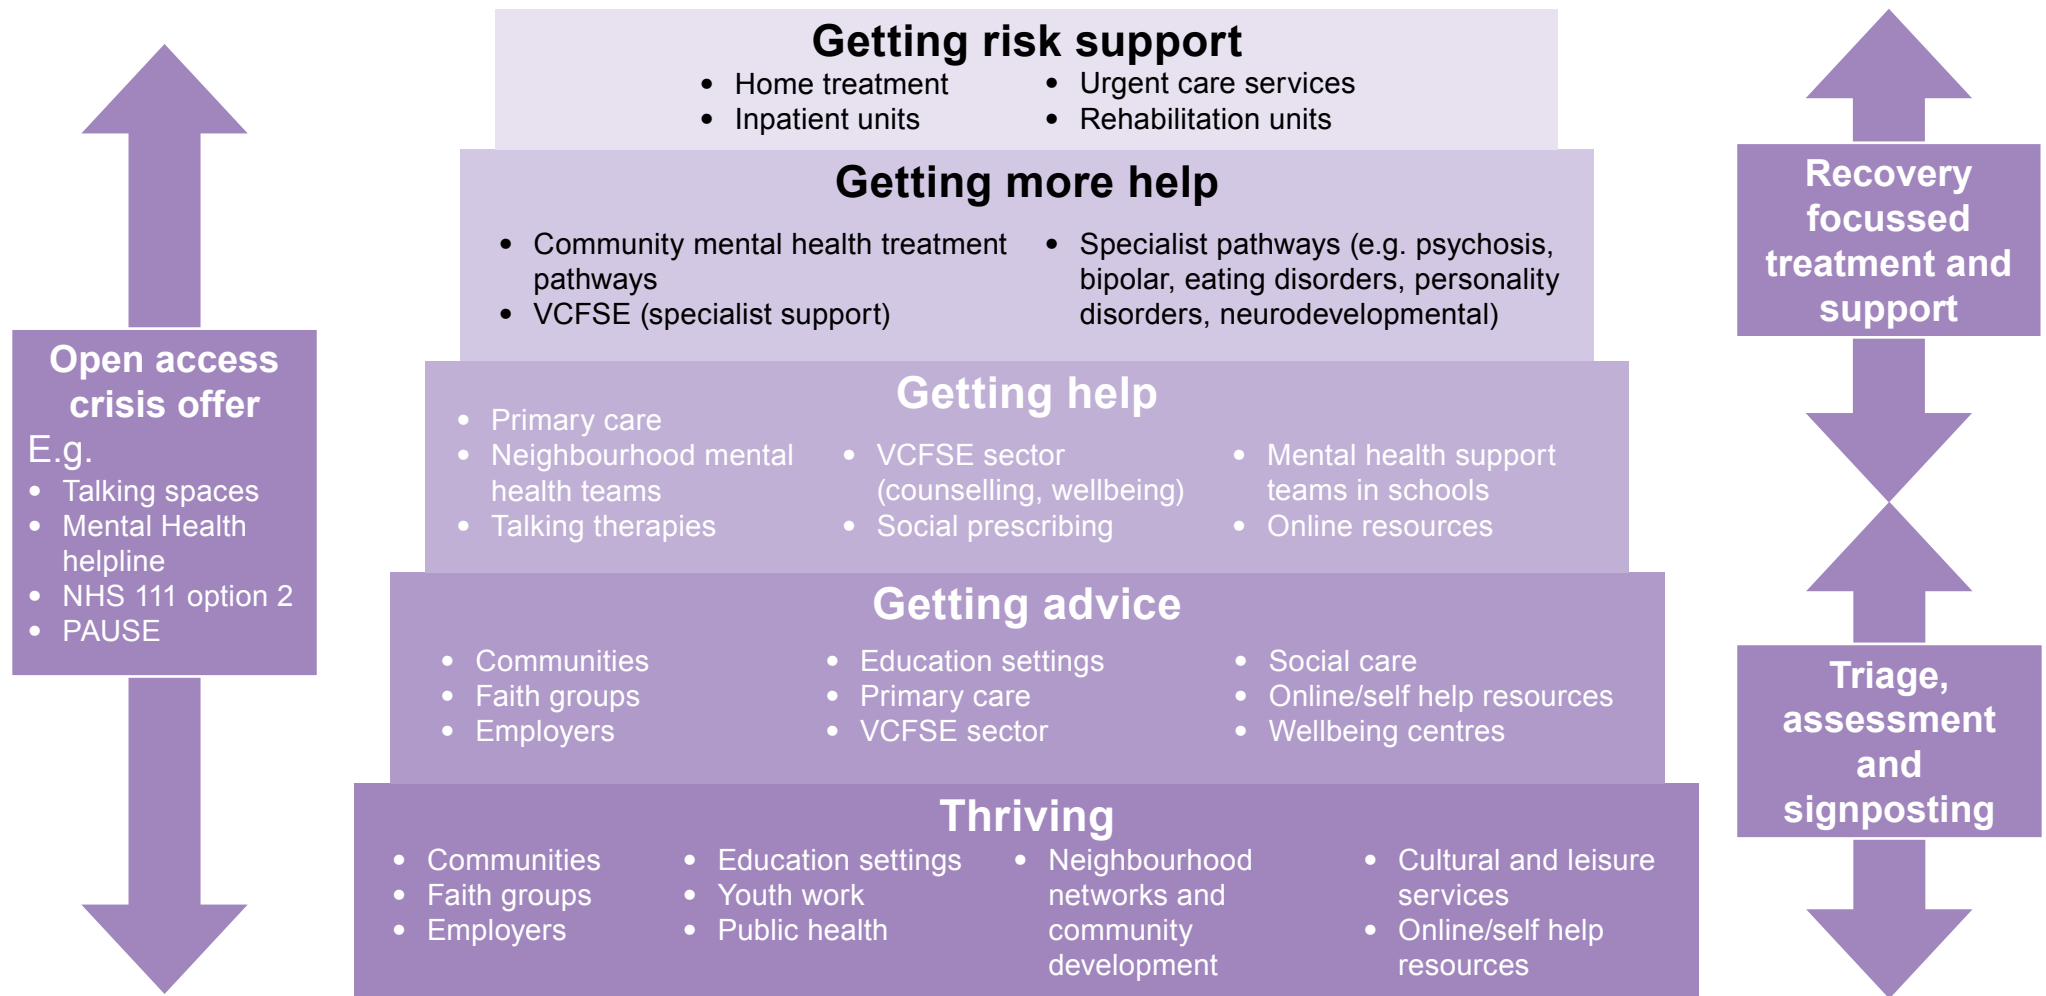 Getting risk support
• Home treatment
• Inpatient units
• Urgent care services
• Rehabilitation units
Getting more help
• Community mental health treatment
pathways
• VCFSE (specialist support)
• Specialist pathways (e.g. psychosis,
bipolar, eating disorders, personality
disorders, neurodevelopmental)
Getting help
• Primary care
• Neighbourhood mental
health teams
• Talking therapies
• VCFSE sector
(counselling, wellbeing)
• Social prescribing
• Mental health support
teams in schools
• Online resources
Getting advice
• Communities
• Faith groups
• Employers
• Education settings
• Primary care
• VCFSE sector
• Social care
• Online/self help resources
• Wellbeing centres
Thriving
• Communities
• Faith groups
• Employers
• Education settings
• Youth work
• Public health
• Neighbourhood
networks and
community
development
• Cultural and leisure
services
• Online/self help
resources
Open access
crisis offer
E.g.
• Talking spaces
• Mental Health
helpline
• NHS 111 option 2
• PAUSE
Recovery
focussed
treatment and
support
Triage,
assessment
and
signposting